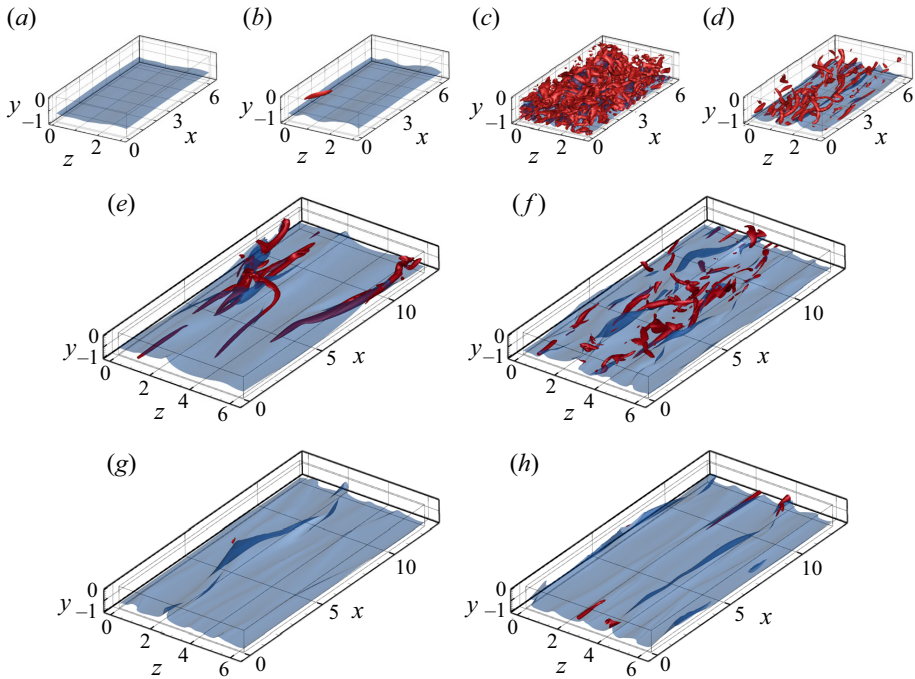 (a) (b) (c) (d)
0 6 0 6 0 6 0 6
y y y y
3 3 3 3
−1 x −1 x −1 x −1 x
0 0 0 0
z 2 0 z 2 0 z 2 0 z 2 0
(e) (f)
10 10
0 0
y −1 5 x y −1 5 x
0 0
2 2
z 4 0 z 4 0
6 6
(g) (h)
10 10
0 0
y −1 5 x y −1 5 x
0 0
2 2
z 4 0 z 4 0
6 6